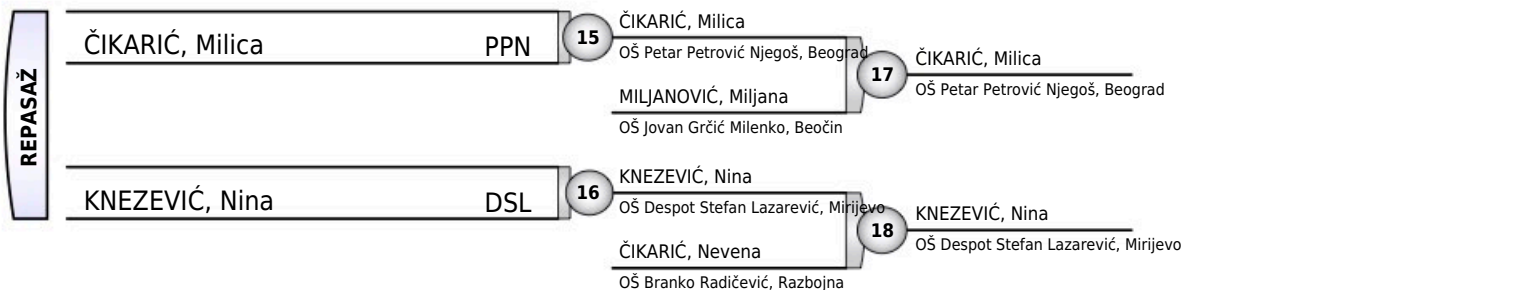 REPASAŽ
ČIKARIĆ, Milica PPN
15
ČIKARIĆ, Milica
OŠ Petar Petrović Njegoš, Beograd
MILJANOVIĆ, Miljana
OŠ Jovan Grčić Milenko, Beočin
17
ČIKARIĆ, Milica
OŠ Petar Petrović Njegoš, Beograd
KNEZEVIĆ, Nina DSL
16
KNEZEVIĆ, Nina
OŠ Despot Stefan Lazarević, Mirijevo
ČIKARIĆ, Nevena
OŠ Branko Radičević, Razbojna
18
KNEZEVIĆ, Nina
OŠ Despot Stefan Lazarević, Mirijevo